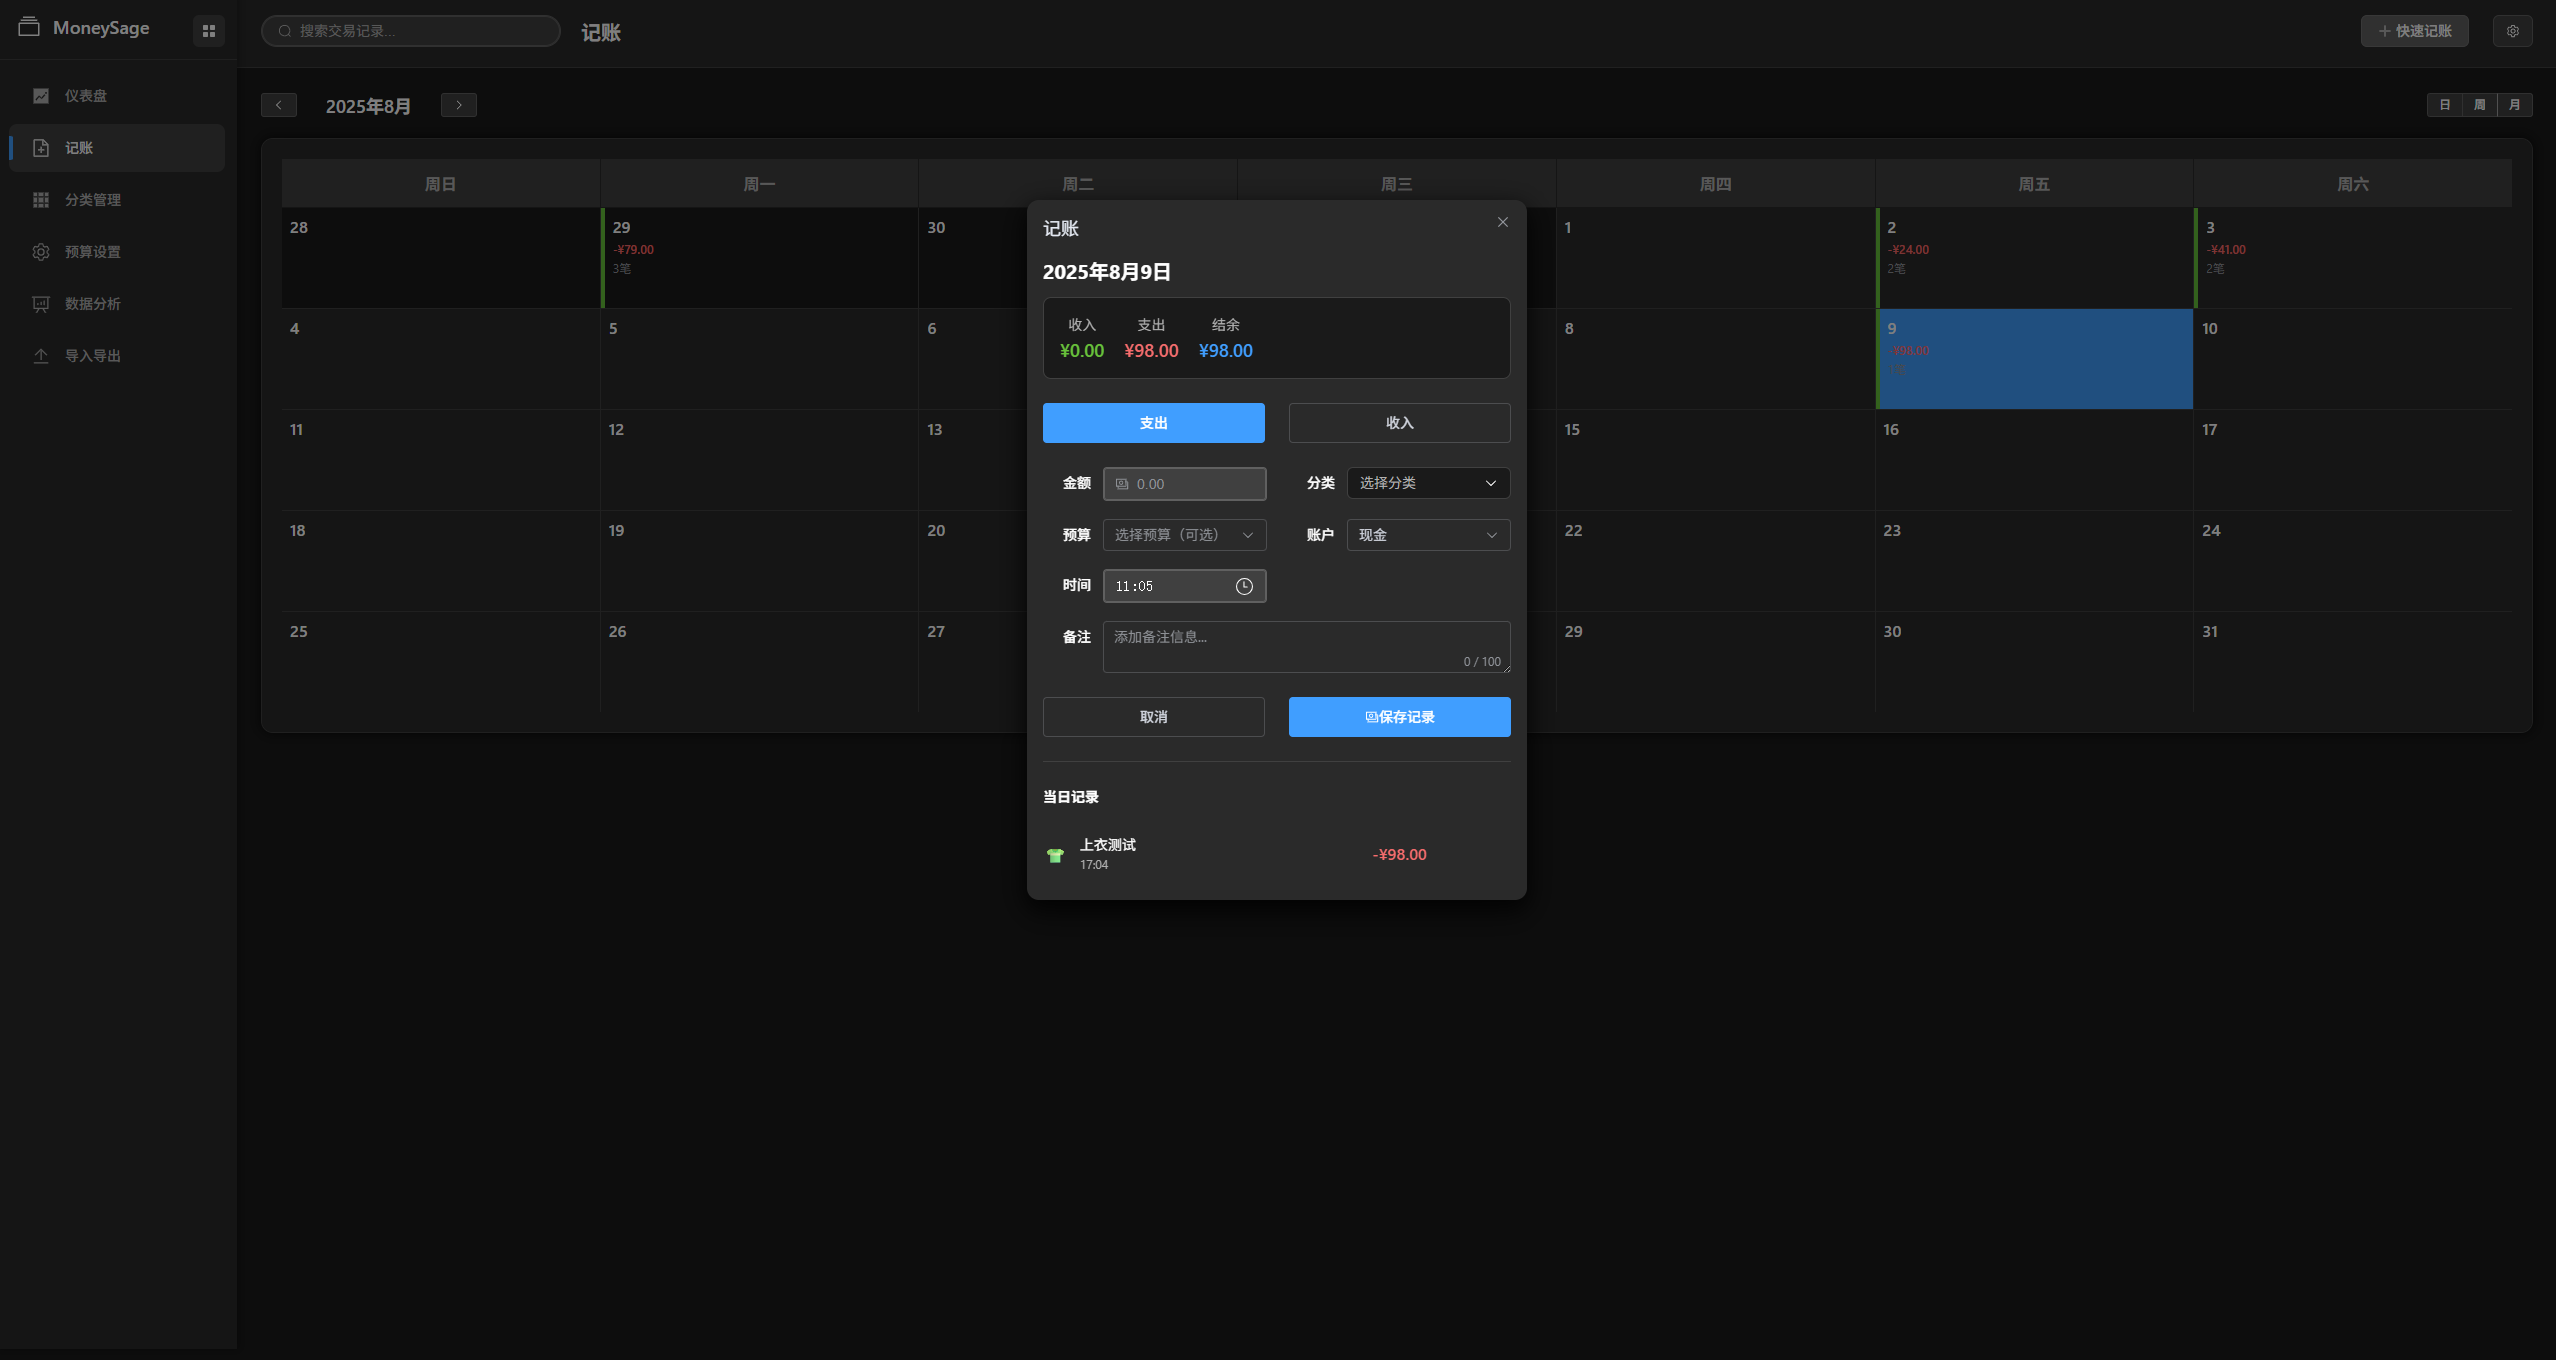 MoneySage
搜索交易记录...
记账
快速记账
仪表盘
记账
分类管理
预算设置
数据分析
导入导出
2025年8月
日 周 月
周日 周一 周二 周三 周四 周五 周六
28 29 30 1 2 3
-¥79.00 -¥24.00 -¥41.00
3笔 2笔 2笔
4 5 6 8 9 10
-¥98.00
11 12 13 15 16 17
18 19 20 22 23 24
25 26 27 29 30 31
记账
2025年8月9日
收入 支出 结余
¥0.00 ¥98.00 ¥98.00
支出 收入
金额 0.00 分类 选择分类
预算 选择预算（可选） 账户 现金
时间 11:05
备注 添加备注信息...
0 / 100
取消 保存记录
当日记录
上衣测试
17:04
-¥98.00